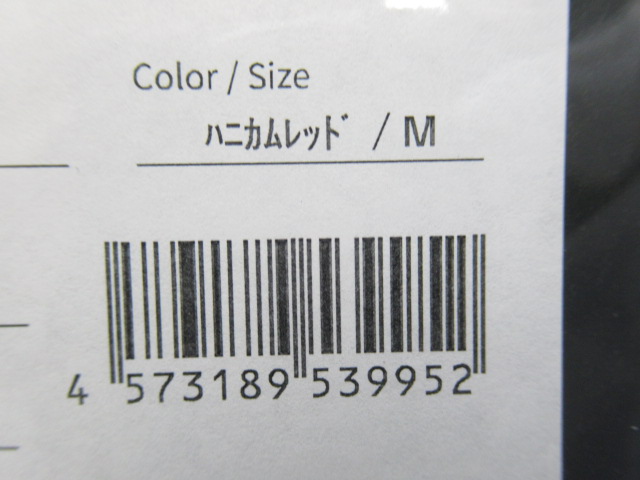 Color / Size
ﾊﾆｶﾑﾚｯﾄﾞ / M
4 573189 539952